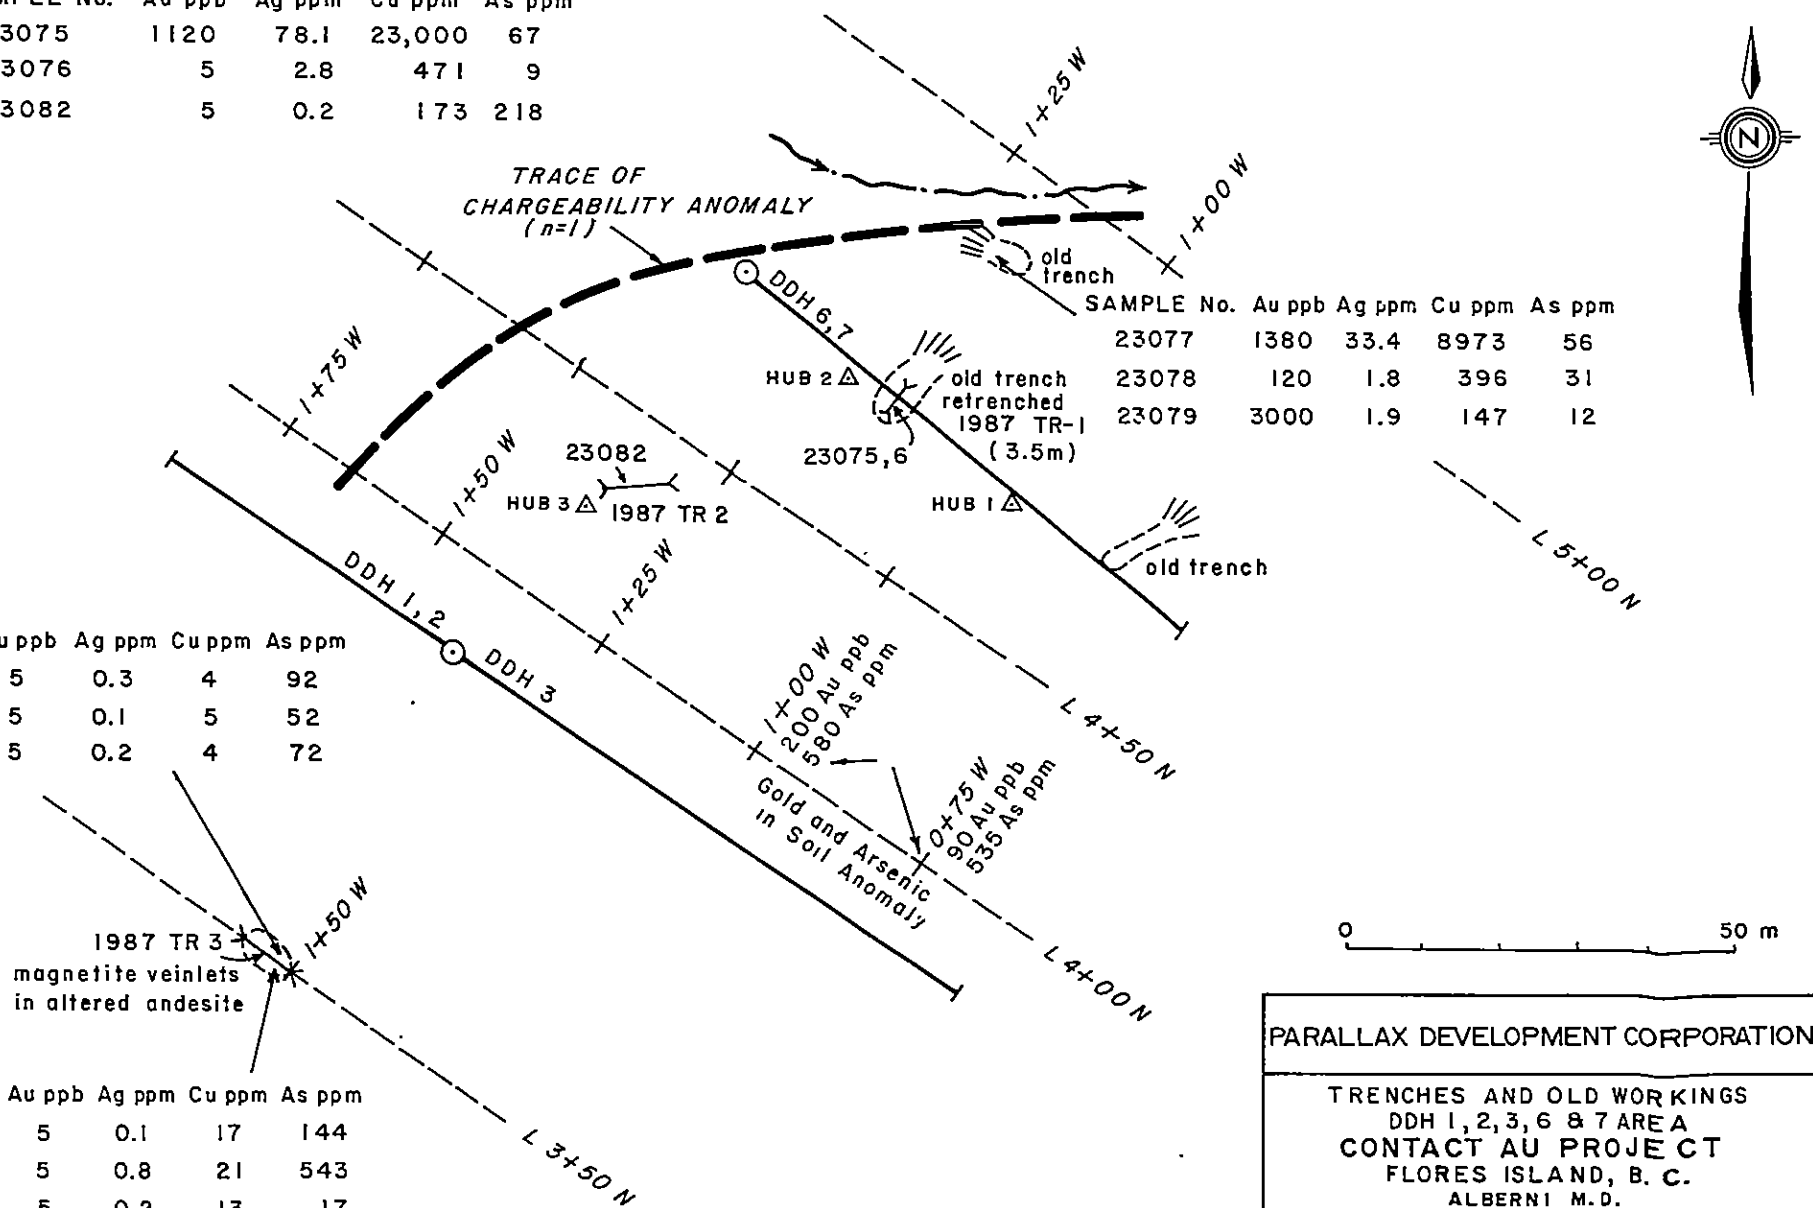 No. Au ppb Ag ppm Cu ppm As ppm
3075 1120 78.1 23,000 67
3076 5 2.8 471 9
3082 5 0.2 173 218
TRACE OF
CHARGEABILITY ANOMALY
(n=1)
1+25 W
1+00 W
N
old
trench
DDH 6,7
SAMPLE No. Au ppb Ag ppm Cu ppm As ppm
23077 1380 33.4 8973 56
23078 120 1.8 396 31
23079 3000 1.9 147 12
1+75 W
HUB 2
old trench
retrenched
1987 TR-1
(3.5m)
23075,6
1+50 W
23082
HUB 3
1987 TR 2
HUB 1
old trench
L 5+00 N
DDH 1, 2
DDH 3
1+25 W
ppb Ag ppm Cu ppm As ppm
5 0.3 4 92
5 0.1 5 52
5 0.2 4 72
1+00 W
200 Au ppb
580 As ppm
L 4+50 N
0+75 W
90 Au ppb
535 As ppm
Gold and Arsenic
in Soil Anomaly
L 4+00 N
1+50 W
1987 TR 3
magnetite veinlets
in altered andesite
Au ppb Ag ppm Cu ppm As ppm
5 0.1 17 144
5 0.8 21 543
L 3+50 N
0 50 m
PARALLAX DEVELOPMENT CORPORATION
TRENCHES AND OLD WORKINGS
DDH 1, 2, 3, 6 & 7 AREA
CONTACT AU PROJECT
FLORES ISLAND, B. C.
ALBERNI M.D.